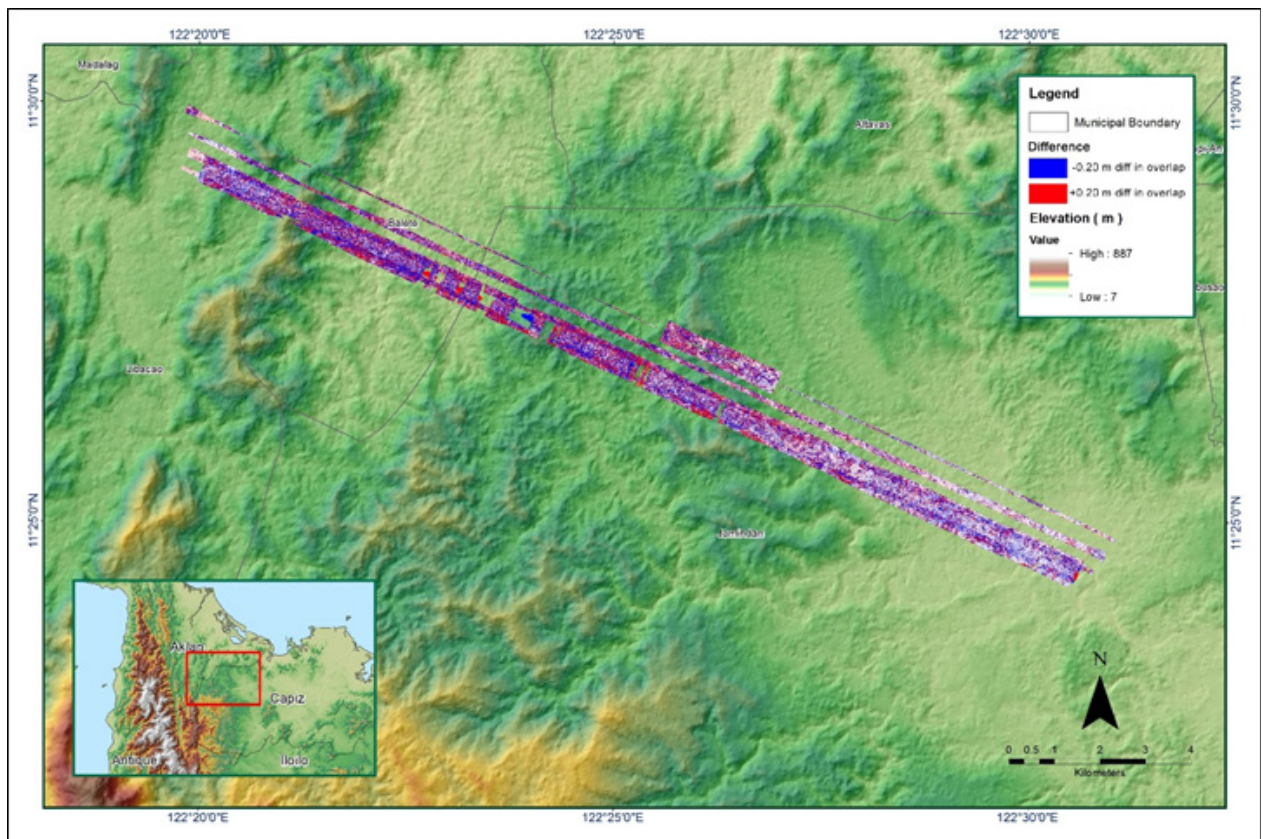 122°20'0"E
122°25'0"E
122°30'0"E
11°30'0"N
11°30'0"N
Madalag
Altavas
Balete
Libacao
Jamindan
Legend
Municipal Boundary
Difference
-0.20 m diff in overlap
+0.20 m diff in overlap
Elevation ( m )
Value
High : 887
Low : 7
11°25'0"N
11°25'0"N
Aklan
Capiz
Antique
Iloilo
N
0 0.5 1 2 3 4
Kilometers
122°20'0"E
122°25'0"E
122°30'0"E